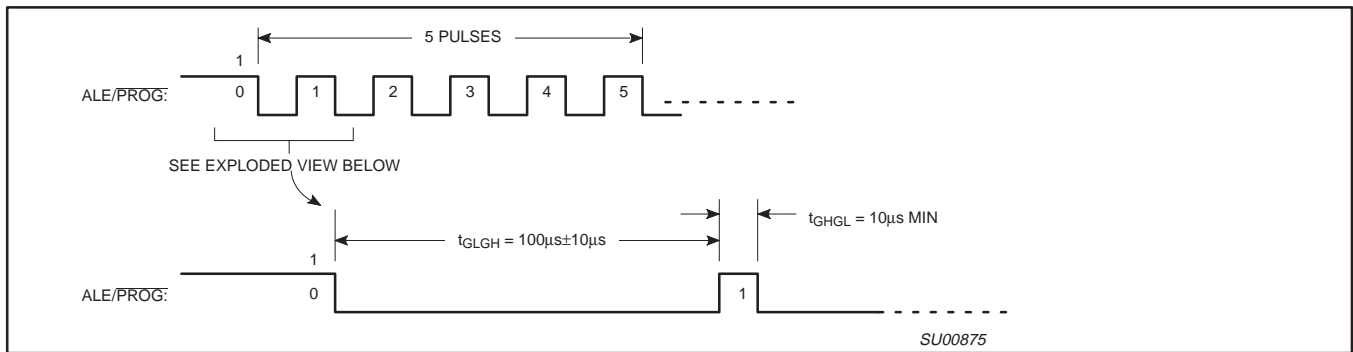 5 PULSES
1
ALE/PROG: 0 1 2 3 4 5
SEE EXPLODED VIEW BELOW
tGLGH = 100µs±10µs
tGHGL = 10µs MIN
1
ALE/PROG: 0 1
SU00875